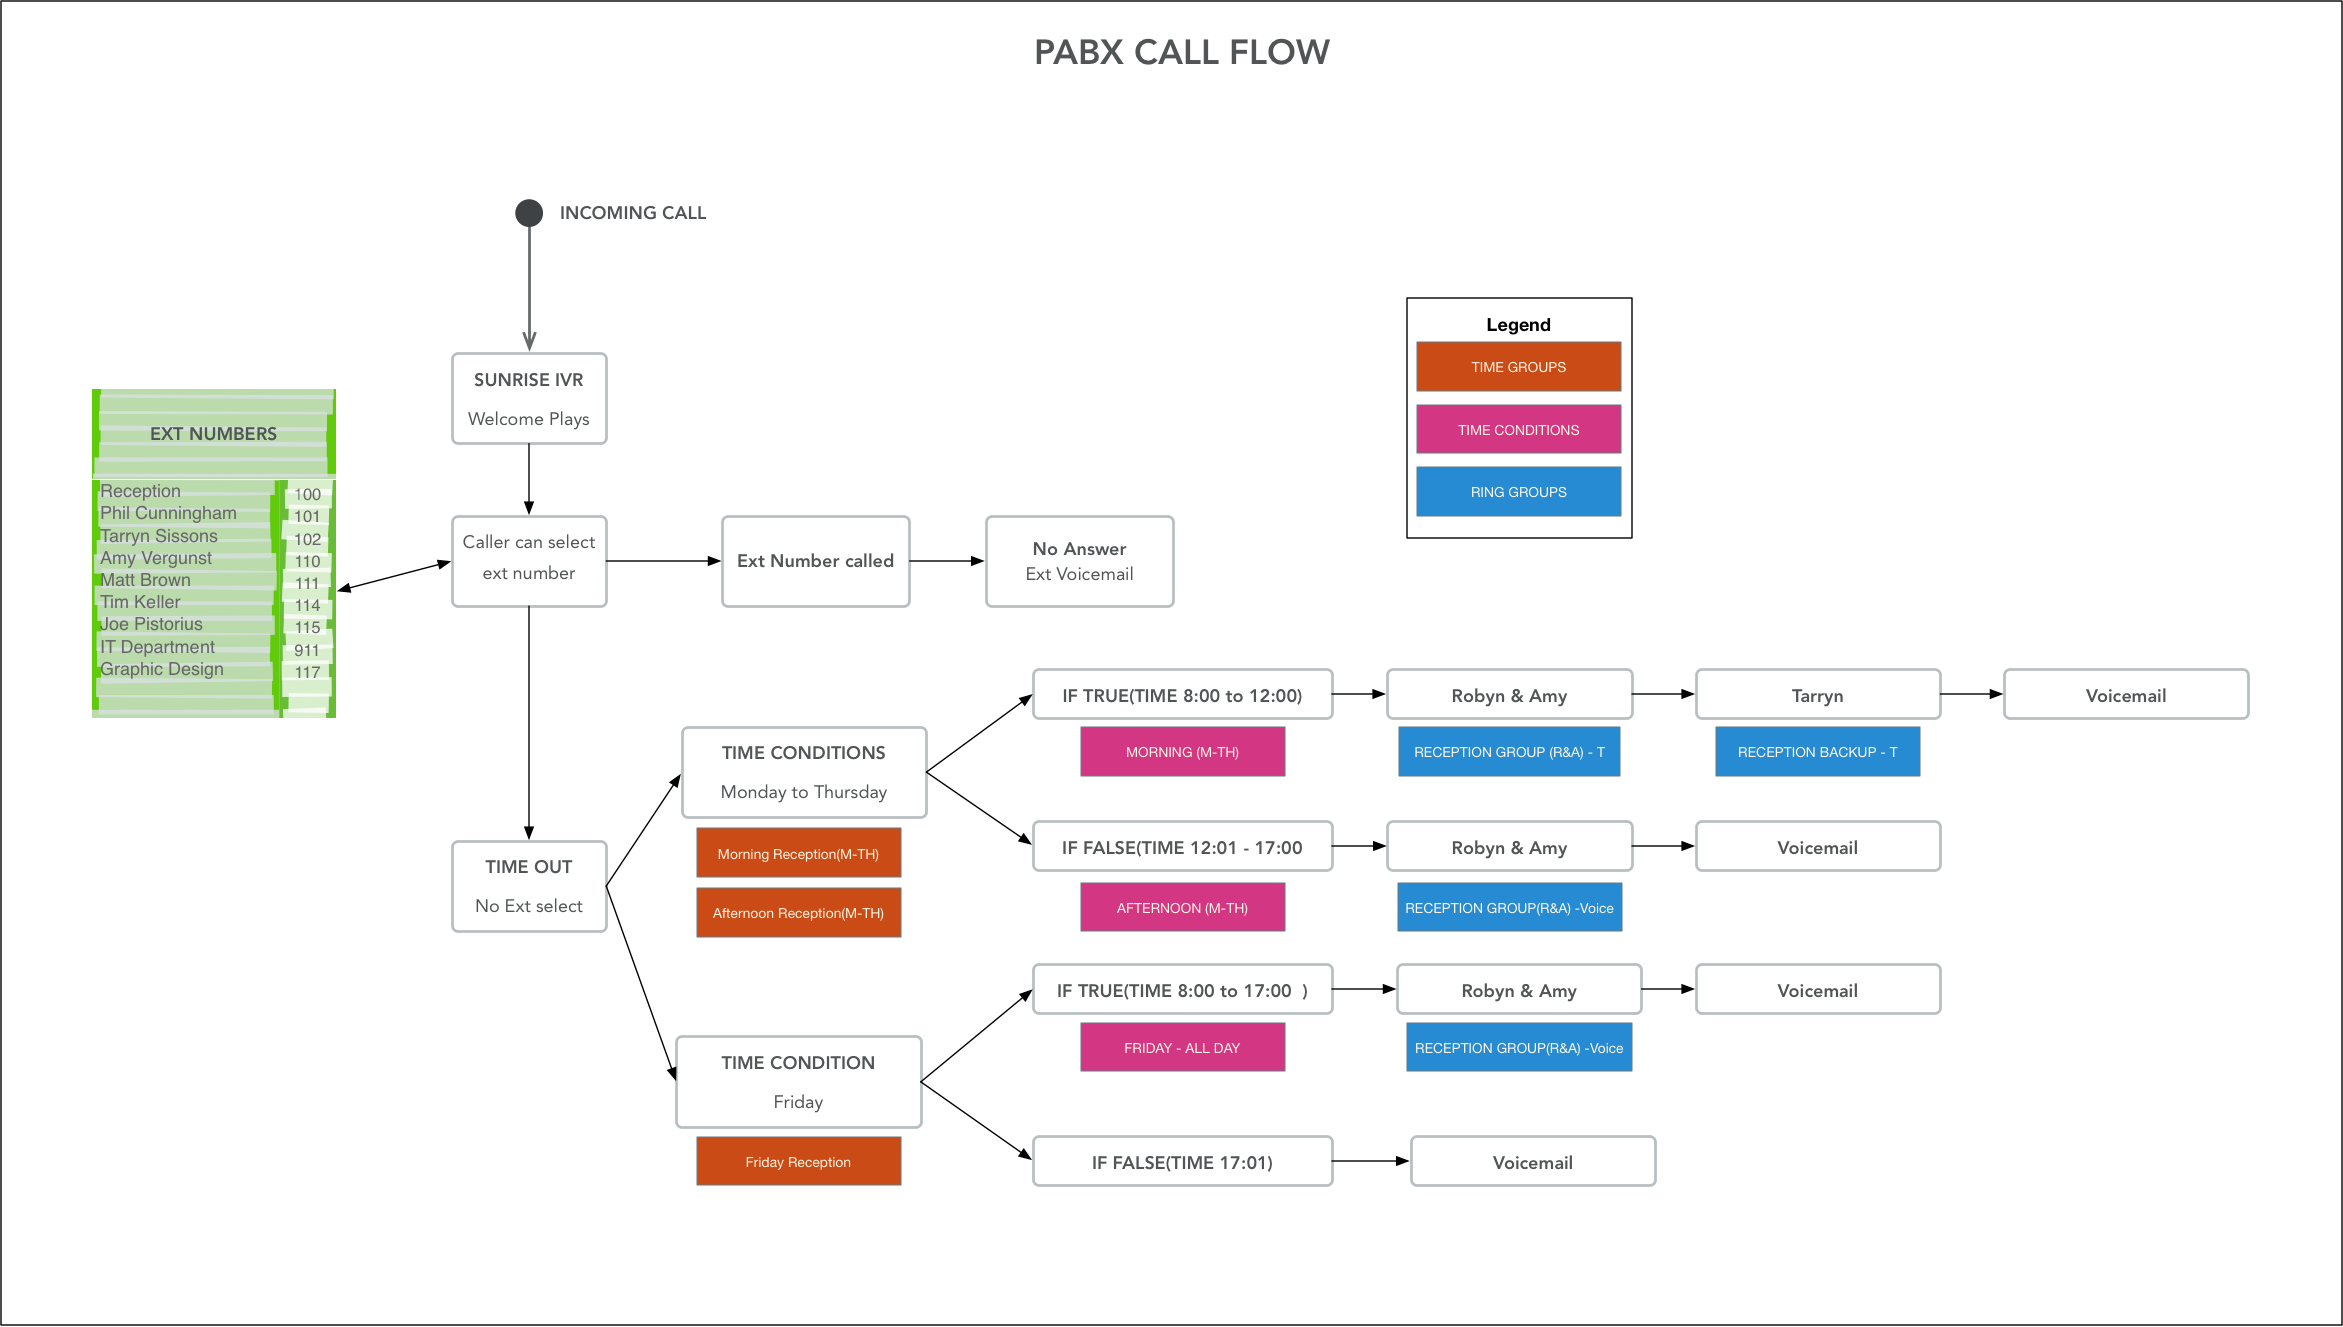 PABX CALL FLOW
INCOMING CALL
SUNRISE IVR
Welcome Plays
Legend
TIME GROUPS
TIME CONDITIONS
RING GROUPS
EXT NUMBERS
Reception 100
Phil Cunningham 101
Tarryn Sissons 102
Amy Vergunst 110
Matt Brown 111
Tim Keller 114
Joe Pistorius 115
IT Department 911
Graphic Design 117
Caller can select
ext number
Ext Number called
No Answer
Ext Voicemail
TIME OUT
No Ext select
TIME CONDITIONS
Monday to Thursday
Morning Reception(M-TH)
Afternoon Reception(M-TH)
IF TRUE(TIME 8:00 to 12:00)
MORNING (M-TH)
Robyn & Amy
RECEPTION GROUP (R&A) - T
Tarryn
RECEPTION BACKUP - T
Voicemail
IF FALSE(TIME 12:01 - 17:00
AFTERNOON (M-TH)
Robyn & Amy
RECEPTION GROUP(R&A) -Voice
Voicemail
TIME CONDITION
Friday
Friday Reception
IF TRUE(TIME 8:00 to 17:00 )
FRIDAY - ALL DAY
Robyn & Amy
RECEPTION GROUP(R&A) -Voice
Voicemail
IF FALSE(TIME 17:01)
Voicemail